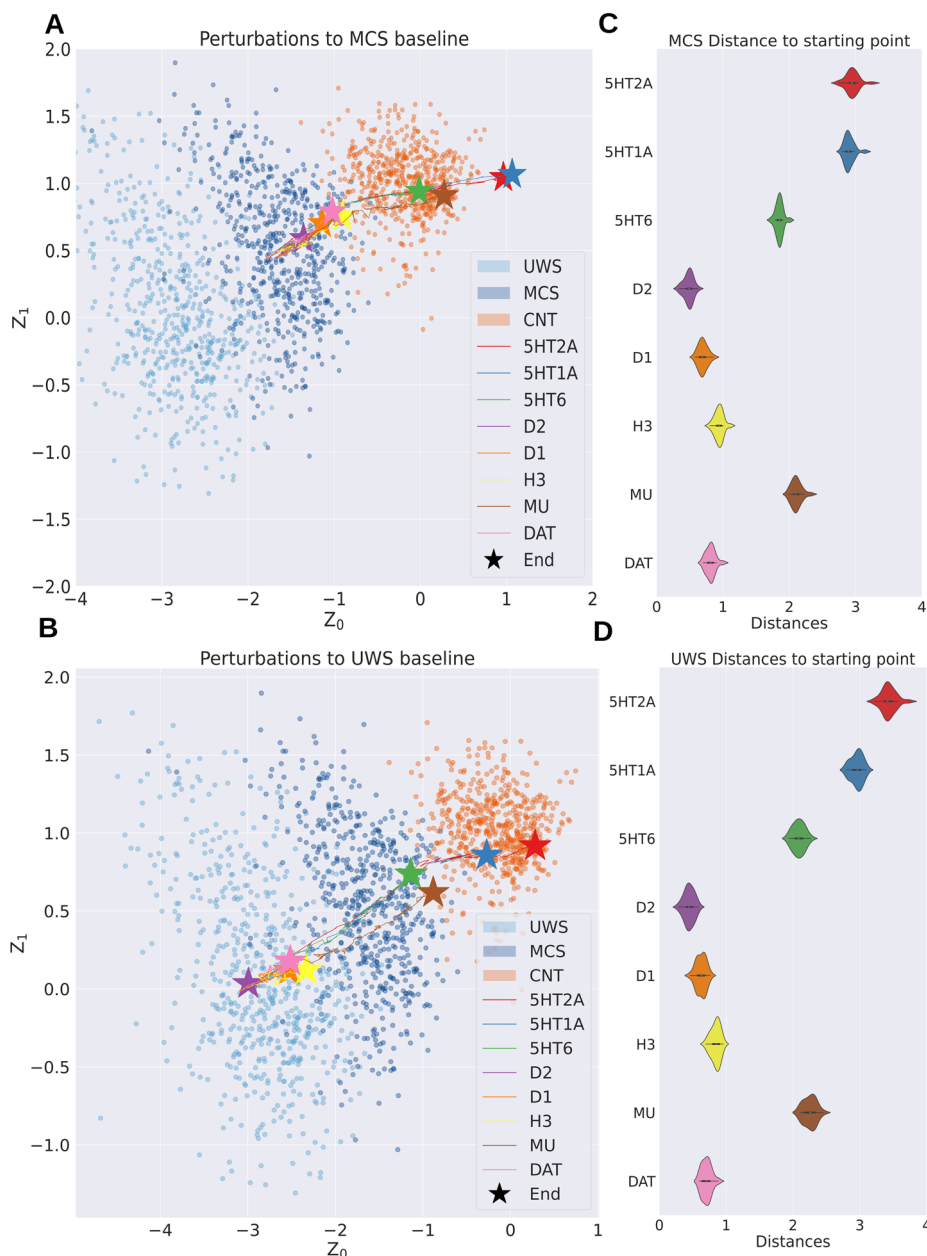 A
Perturbations to MCS baseline
2.0
1.5
1.0
0.5
0.0
−0.5
−1.0
−1.5
−2.0
Z1
−4
−3
−2
−1
0
1
2
Z0
UWS
MCS
CNT
5HT2A
5HT1A
5HT6
D2
D1
H3
MU
DAT
End
C
MCS Distance to starting point
5HT2A
5HT1A
5HT6
D2
D1
H3
MU
DAT
0
1
2
3
4
Distances
B
Perturbations to UWS baseline
2.0
1.5
1.0
0.5
0.0
−0.5
−1.0
Z1
−4
−3
−2
−1
0
1
Z0
UWS
MCS
CNT
5HT2A
5HT1A
5HT6
D2
D1
H3
MU
DAT
End
D
UWS Distances to starting point
5HT2A
5HT1A
5HT6
D2
D1
H3
MU
DAT
0
1
2
3
4
Distances